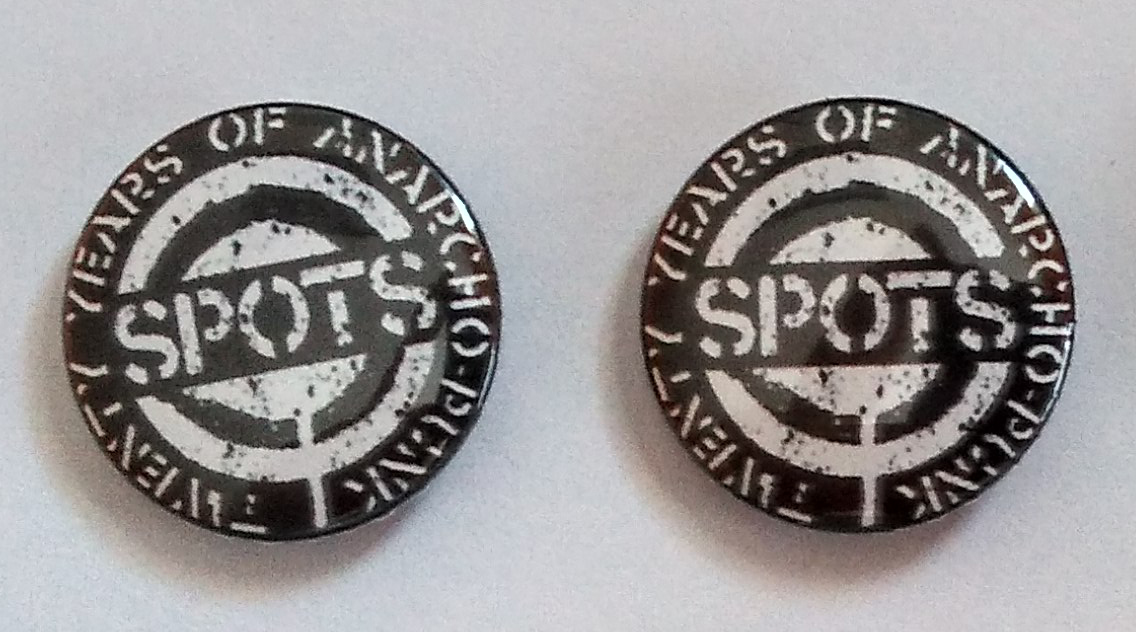 TWENTY YEARS OF ANARCHO-PUNK
SPOTS
TWENTY YEARS OF ANARCHO-PUNK
SPOTS